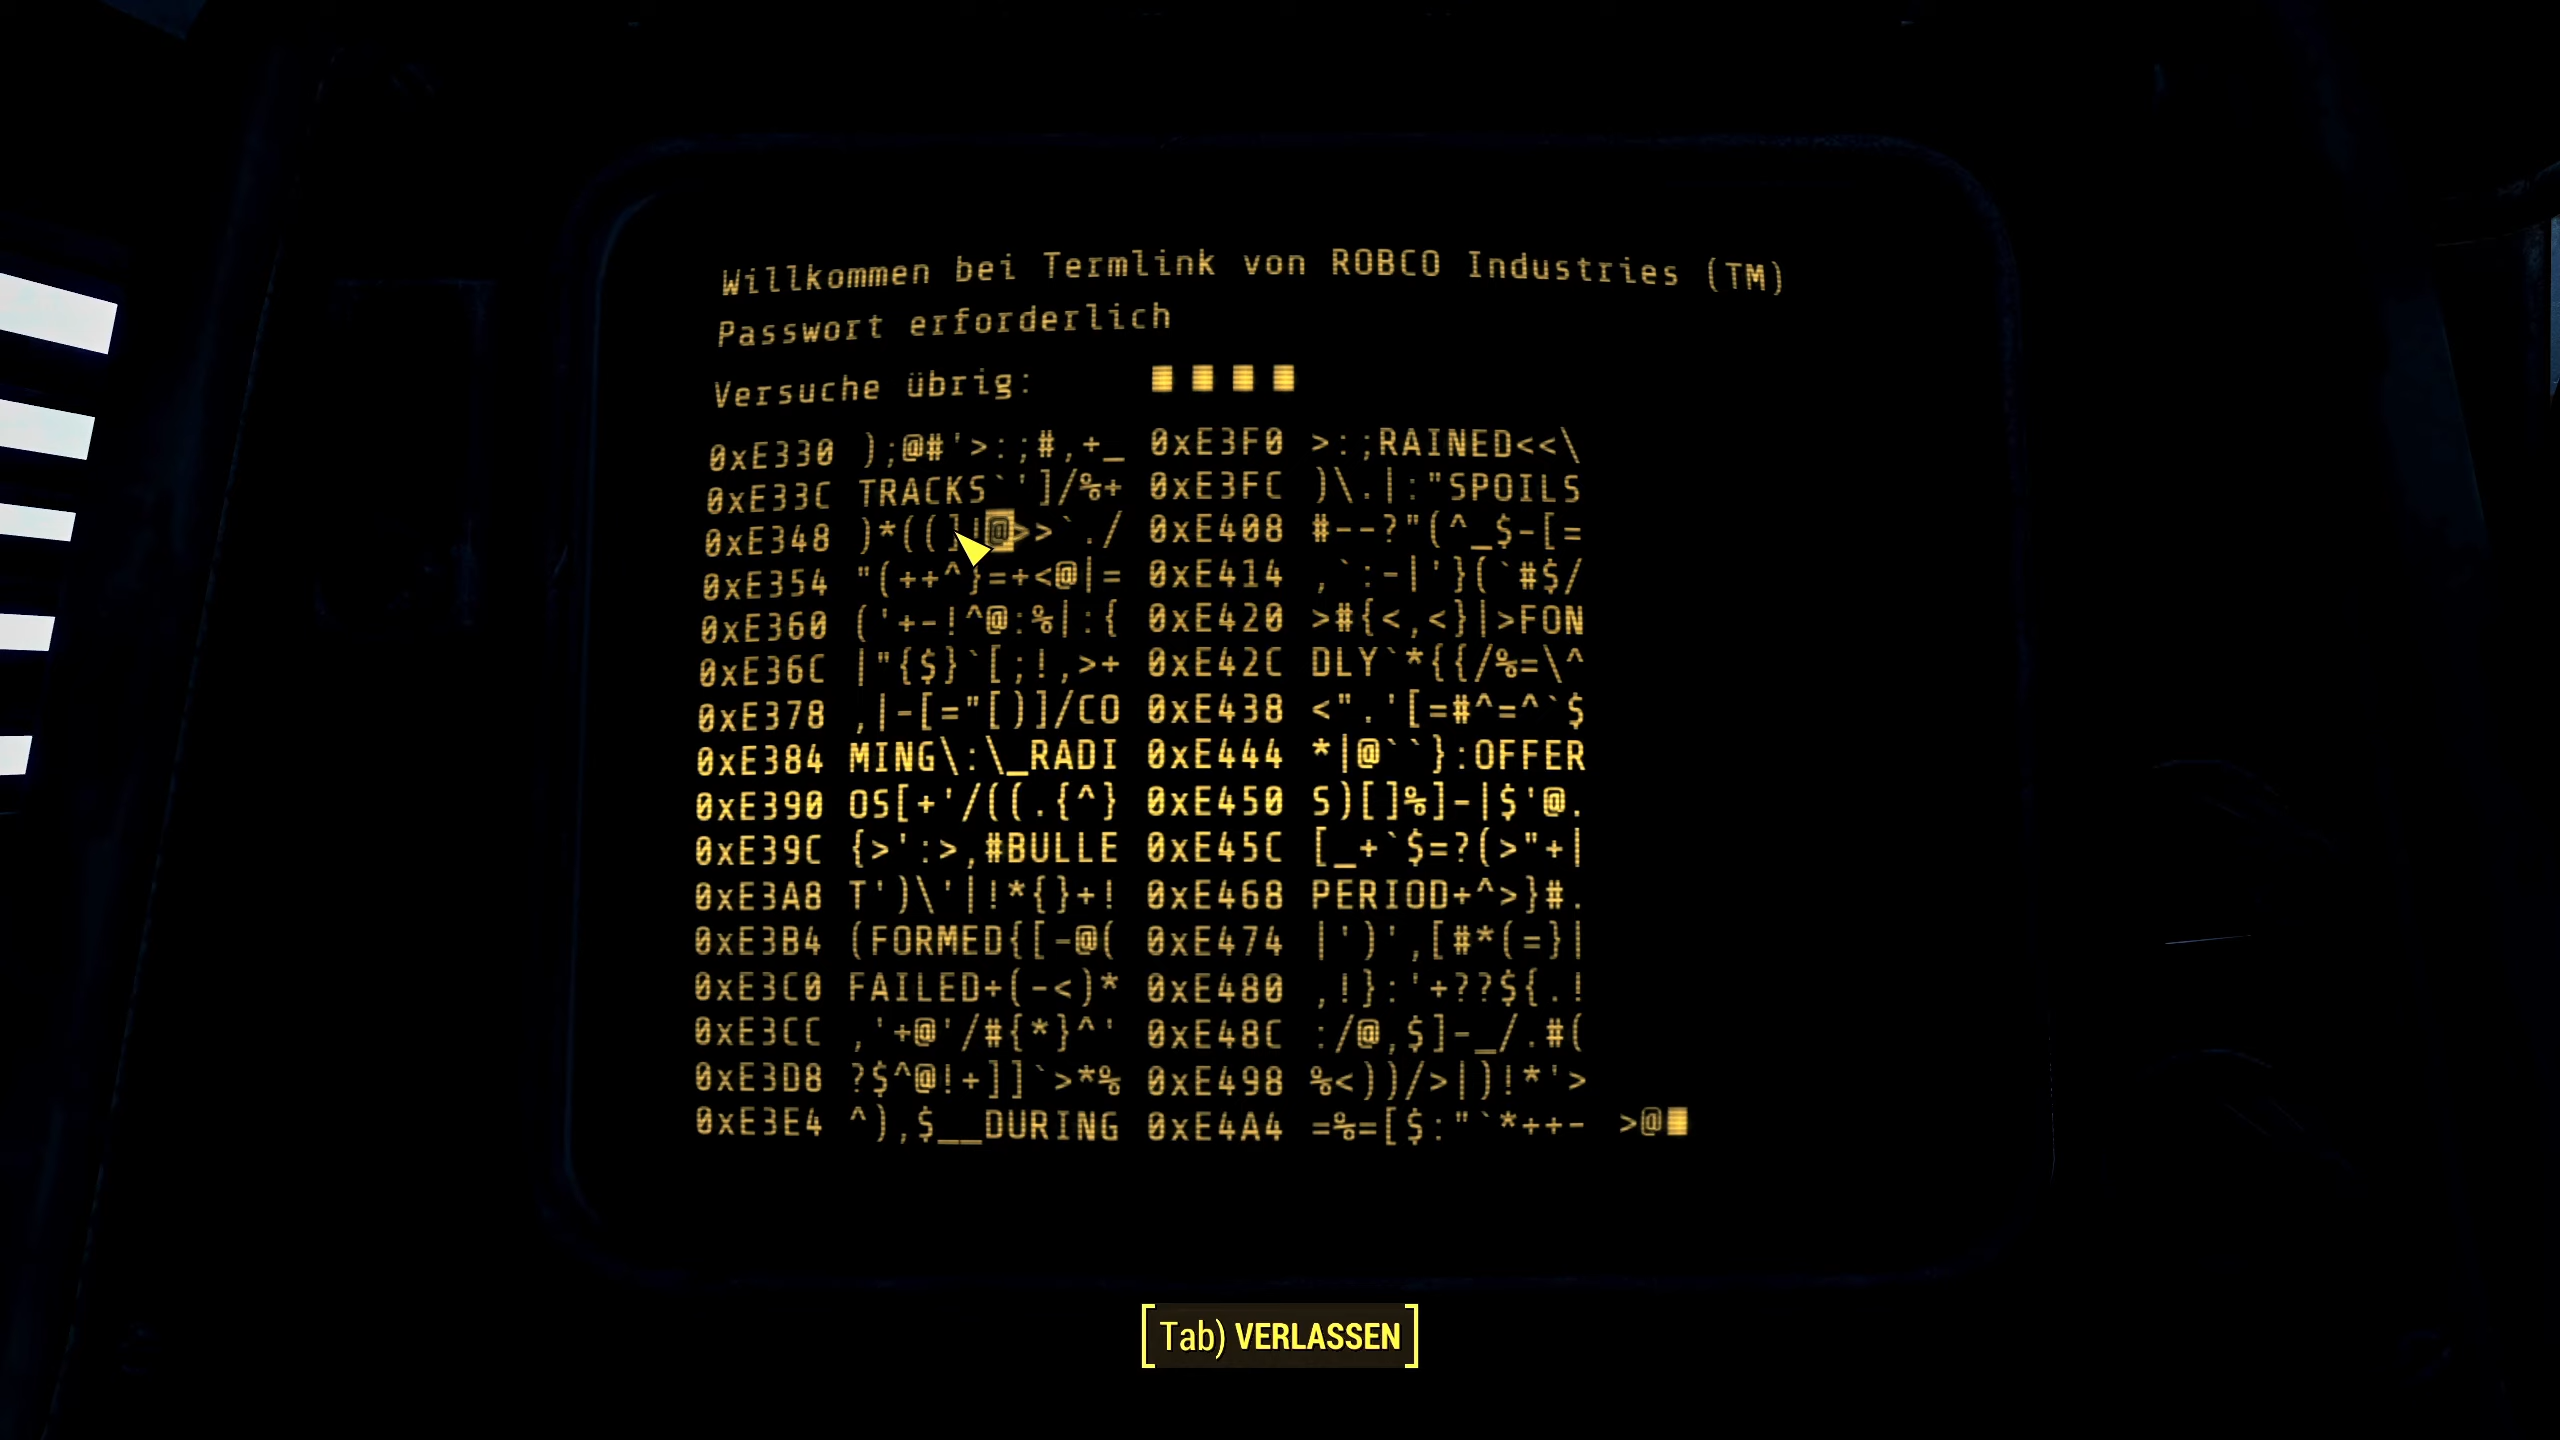 Willkommen bei Termlink von ROBCO Industries (TM)
Passwort erforderlich
Versuche übrig:
0xE330 );@#'>:;#,+_ 0xE3F0 >:;RAINED<<\
0xE33C TRACKS`']/%+ 0xE3FC )\.|:"SPOILS
0xE348 )*((]!@>>`./ 0xE408 #--?"(^_$-[=
0xE354 "(++^}=+<@|= 0xE414 ,`:-|'}(`#$/
0xE360 ('+-!^@:%|:{ 0xE420 >#{<,<}|>FON
0xE36C |"{$}`[;!,>+ 0xE42C DLY`*{{/%=\^
0xE378 ,|-[="[)]/CO 0xE438 <".'[=#^=^`$
0xE384 MING\:\_RADI 0xE444 *|@``}:OFFER
0xE390 OS[+'/((.{^} 0xE450 S)[]%]-|$'@.
0xE39C {>':>,#BULLE 0xE45C [_+`$=?(>"+|
0xE3A8 T')\'|!*{}+! 0xE468 PERIOD+^>}#.
0xE3B4 (FORMED{[-@( 0xE474 |')',[#*(=}|
0xE3C0 FAILED+(-<)* 0xE480 ,!}:'+??${.!
0xE3CC ,'+@'/#{*}^' 0xE48C :/@,$]-_/.#(
0xE3D8 ?$^@!+]]`>*% 0xE498 %<))/>|)!*'>
0xE3E4 ^),$__DURING 0xE4A4 =%=[$:"`*++- >@
Tab) VERLASSEN